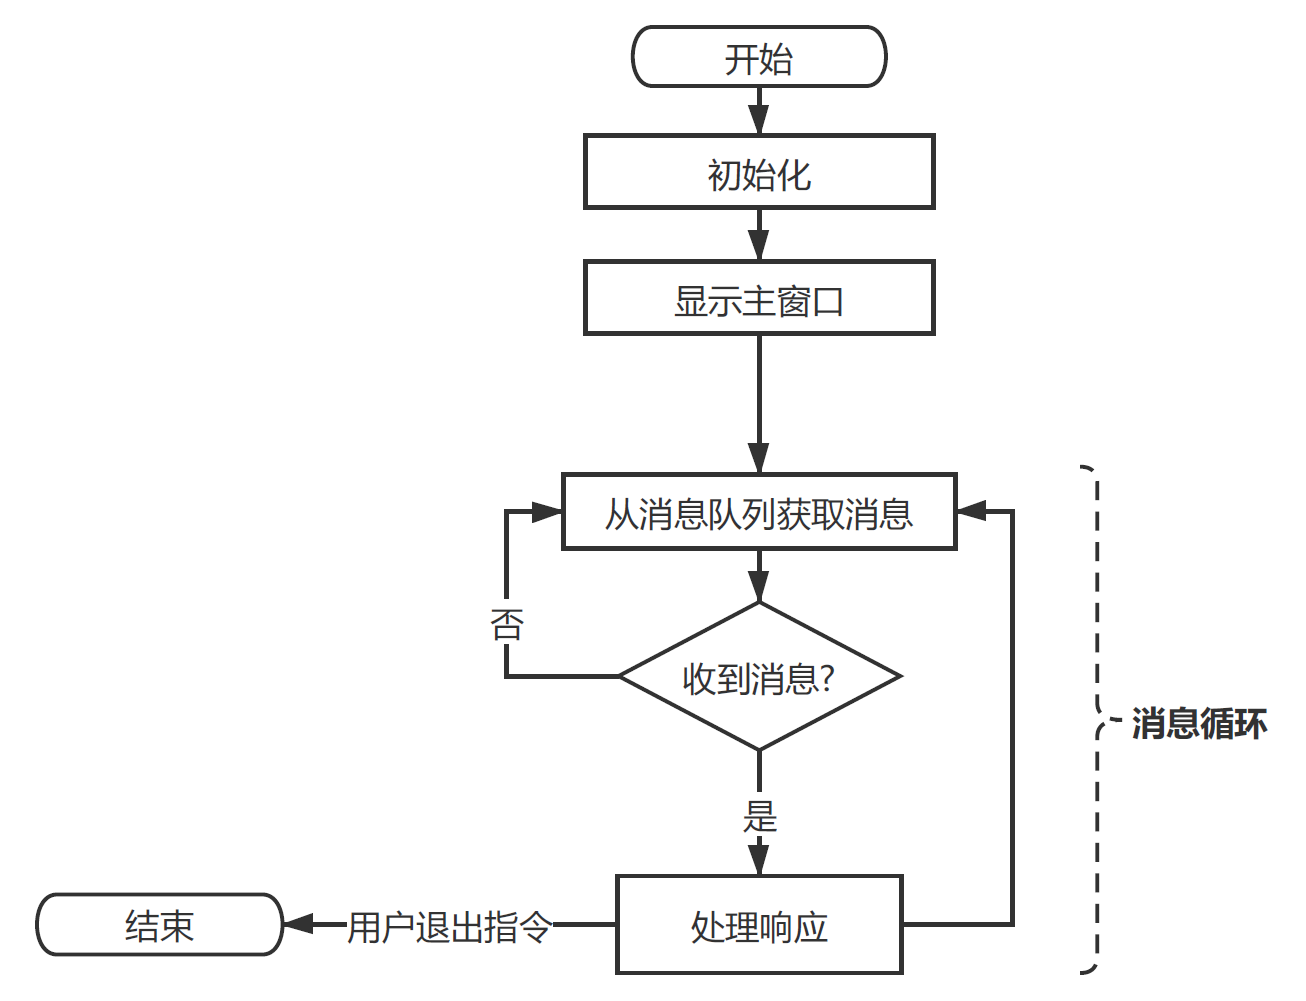 开始
初始化
显示主窗口
从消息队列获取消息
否
收到消息?
消息循环
是
结束
用户退出指令
处理响应